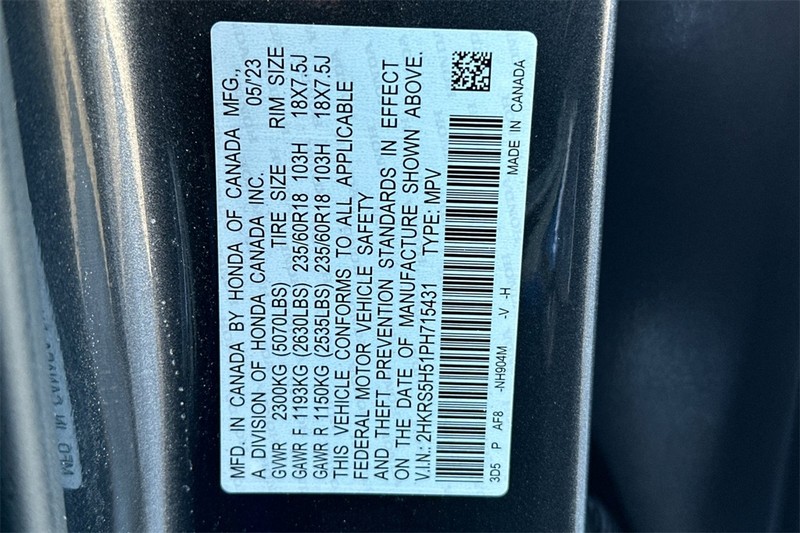 MFD. IN CANADA BY HONDA OF CANADA MFG.,
A DIVISION OF HONDA CANADA INC. 05/'23
GVWR 2300KG (5070LBS) TIRE SIZE RIM SIZE
GAWR F 1193KG (2630LBS) 235/60R18 103H 18X7.5J
GAWR R 1150KG (2535LBS) 235/60R18 103H 18X7.5J
THIS VEHICLE CONFORMS TO ALL APPLICABLE
FEDERAL MOTOR VEHICLE SAFETY
AND THEFT PREVENTION STANDARDS IN EFFECT
ON THE DATE OF MANUFACTURE SHOWN ABOVE.
V.I.N.: 2HKRS5H51PH715431 TYPE: MPV
3D5 P AF8 -NH904M -V -H MADE IN CANADA